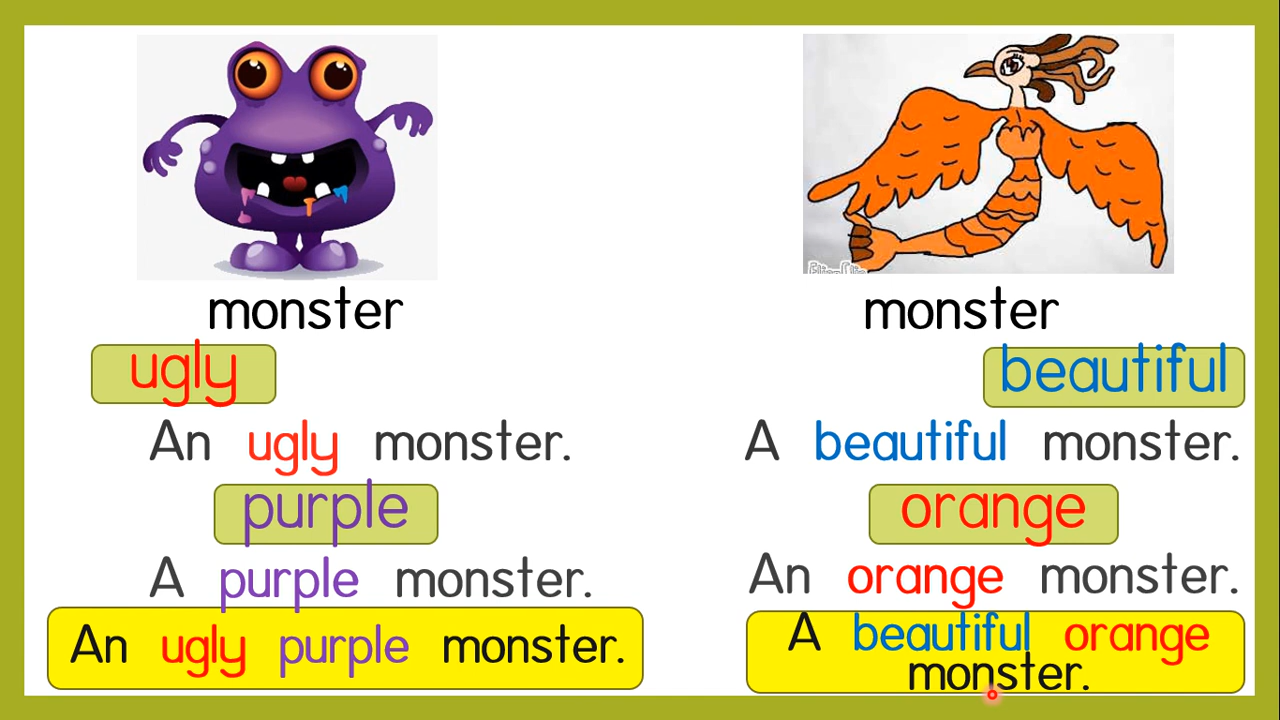 monster
ugly
An ugly monster.
purple
A purple monster.
An ugly purple monster.
monster
beautiful
A beautiful monster.
orange
An orange monster.
A beautiful orange
monster.